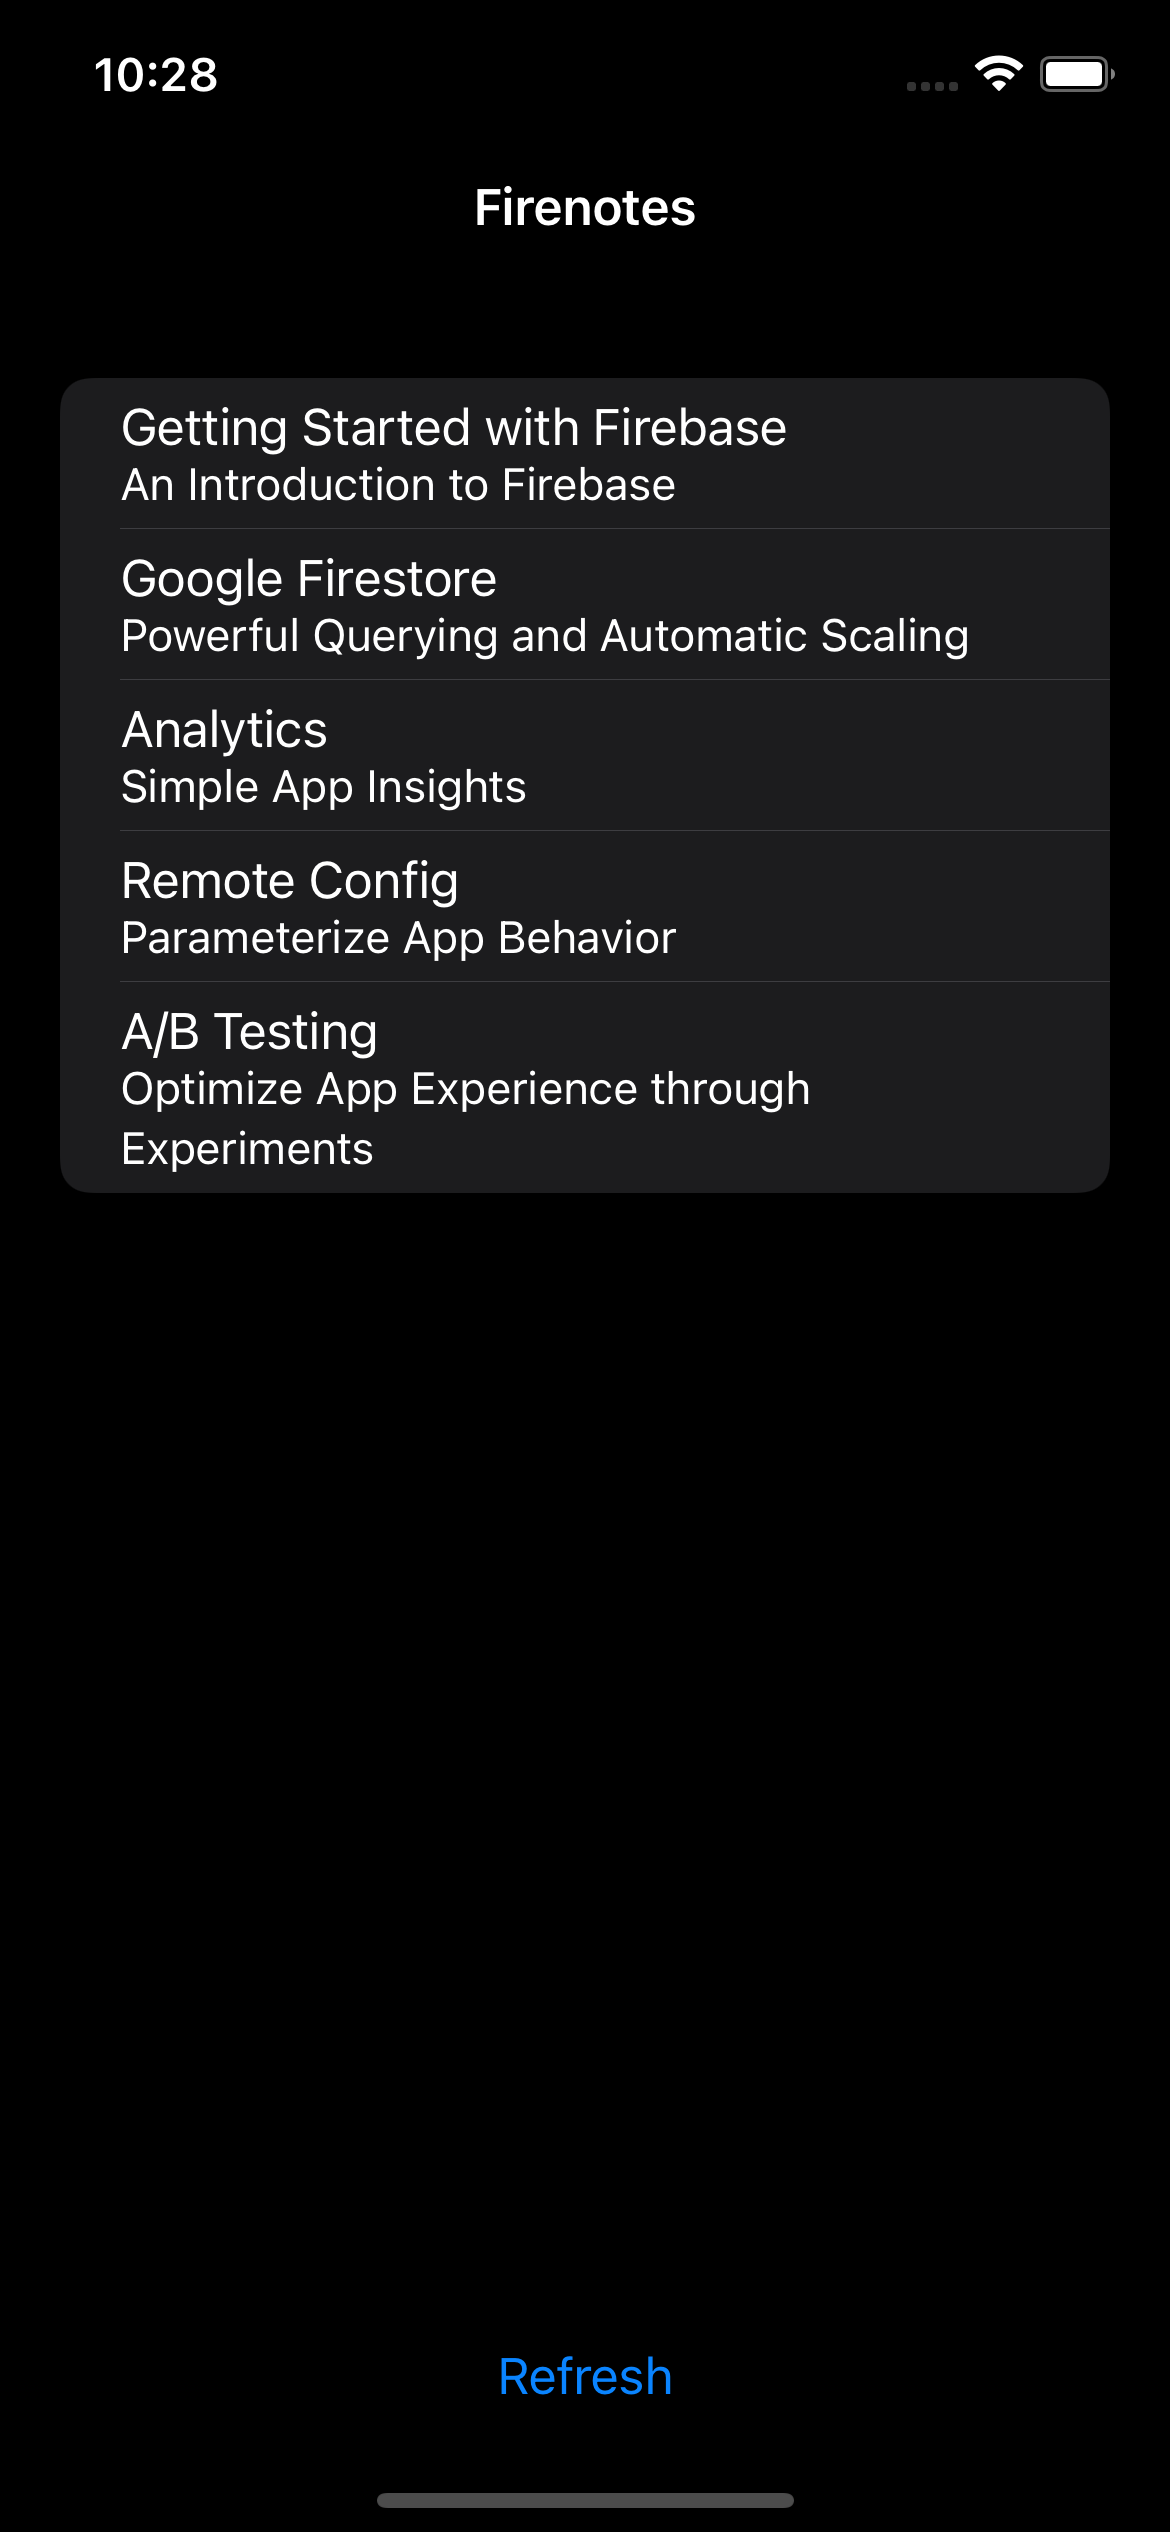 10:28
Firenotes
Getting Started with Firebase
An Introduction to Firebase
Google Firestore
Powerful Querying and Automatic Scaling
Analytics
Simple App Insights
Remote Config
Parameterize App Behavior
A/B Testing
Optimize App Experience through
Experiments
Refresh